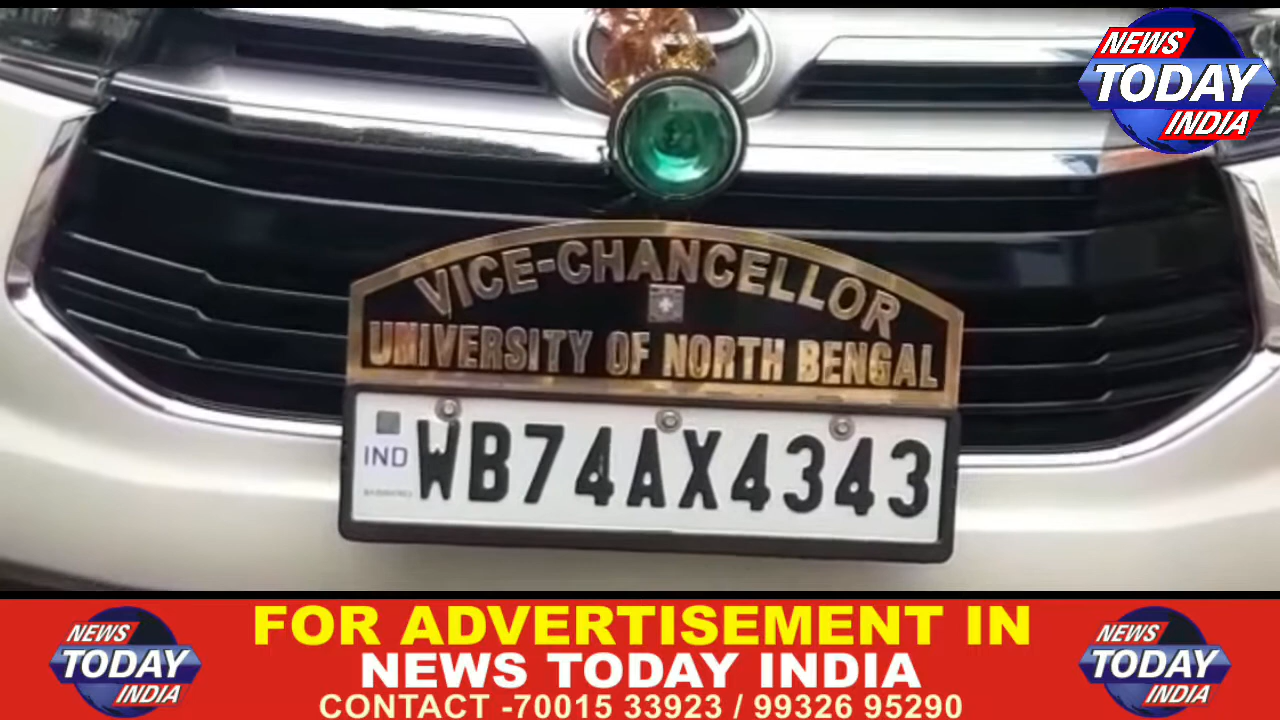 NEWS
TODAY
INDIA
VICE-CHANCELLOR
UNIVERSITY OF NORTH BENGAL
IND
WB74AX4343
FOR ADVERTISEMENT IN
NEWS TODAY INDIA
CONTACT -70015 33923 / 99326 95290
NEWS
TODAY
INDIA
NEWS
TODAY
INDIA